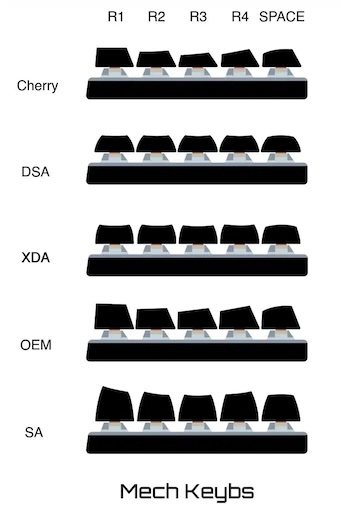 R1 R2 R3 R4 SPACE
Cherry
DSA
XDA
OEM
SA
Mech Keybs